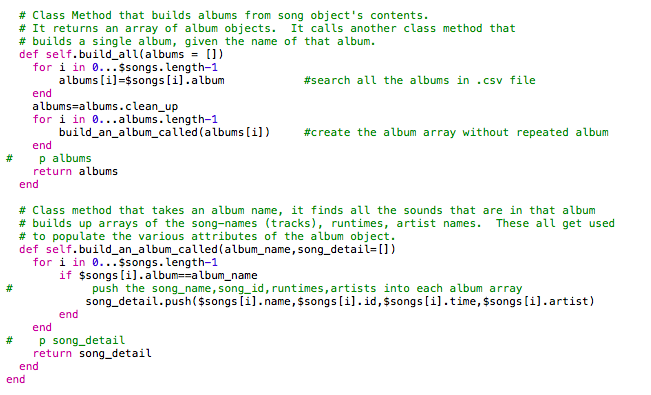 # Class Method that builds albums from song object's contents.
# It returns an array of album objects.  It calls another class method that
# builds a single album, given the name of that album.
def self.build_all(albums = [])
for i in 0...$songs.length-1
albums[i]=$songs[i].album #search all the albums in .csv file
end
albums=albums.clean_up
for i in 0...albums.length-1
build_an_album_called(albums[i]) #create the album array without repeated album
end
# p albums
return albums
end
# Class method that takes an album name, it finds all the sounds that are in that album
# builds up arrays of the song-names (tracks), runtimes, artist names.  These all get used
# to populate the various attributes of the album object.
def self.build_an_album_called(album_name,song_detail=[])
for i in 0...$songs.length-1
if $songs[i].album==album_name
# push the song_name,song_id,runtimes,artists into each album array
song_detail.push($songs[i].name,$songs[i].id,$songs[i].time,$songs[i].artist)
end
end
# p song_detail
return song_detail
end
end